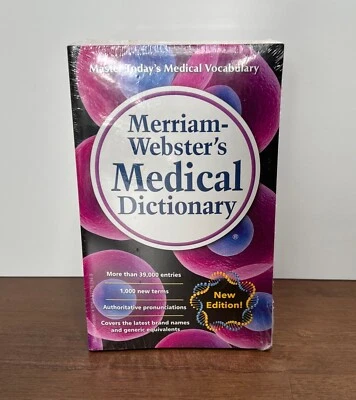 Master Today's Medical Vocabulary
Merriam-
Webster's
Medical
Dictionary
More than 39,000 entries
1,000 new terms
Authoritative pronunciations
Covers the latest brand names
and generic equivalents
New
Edition!